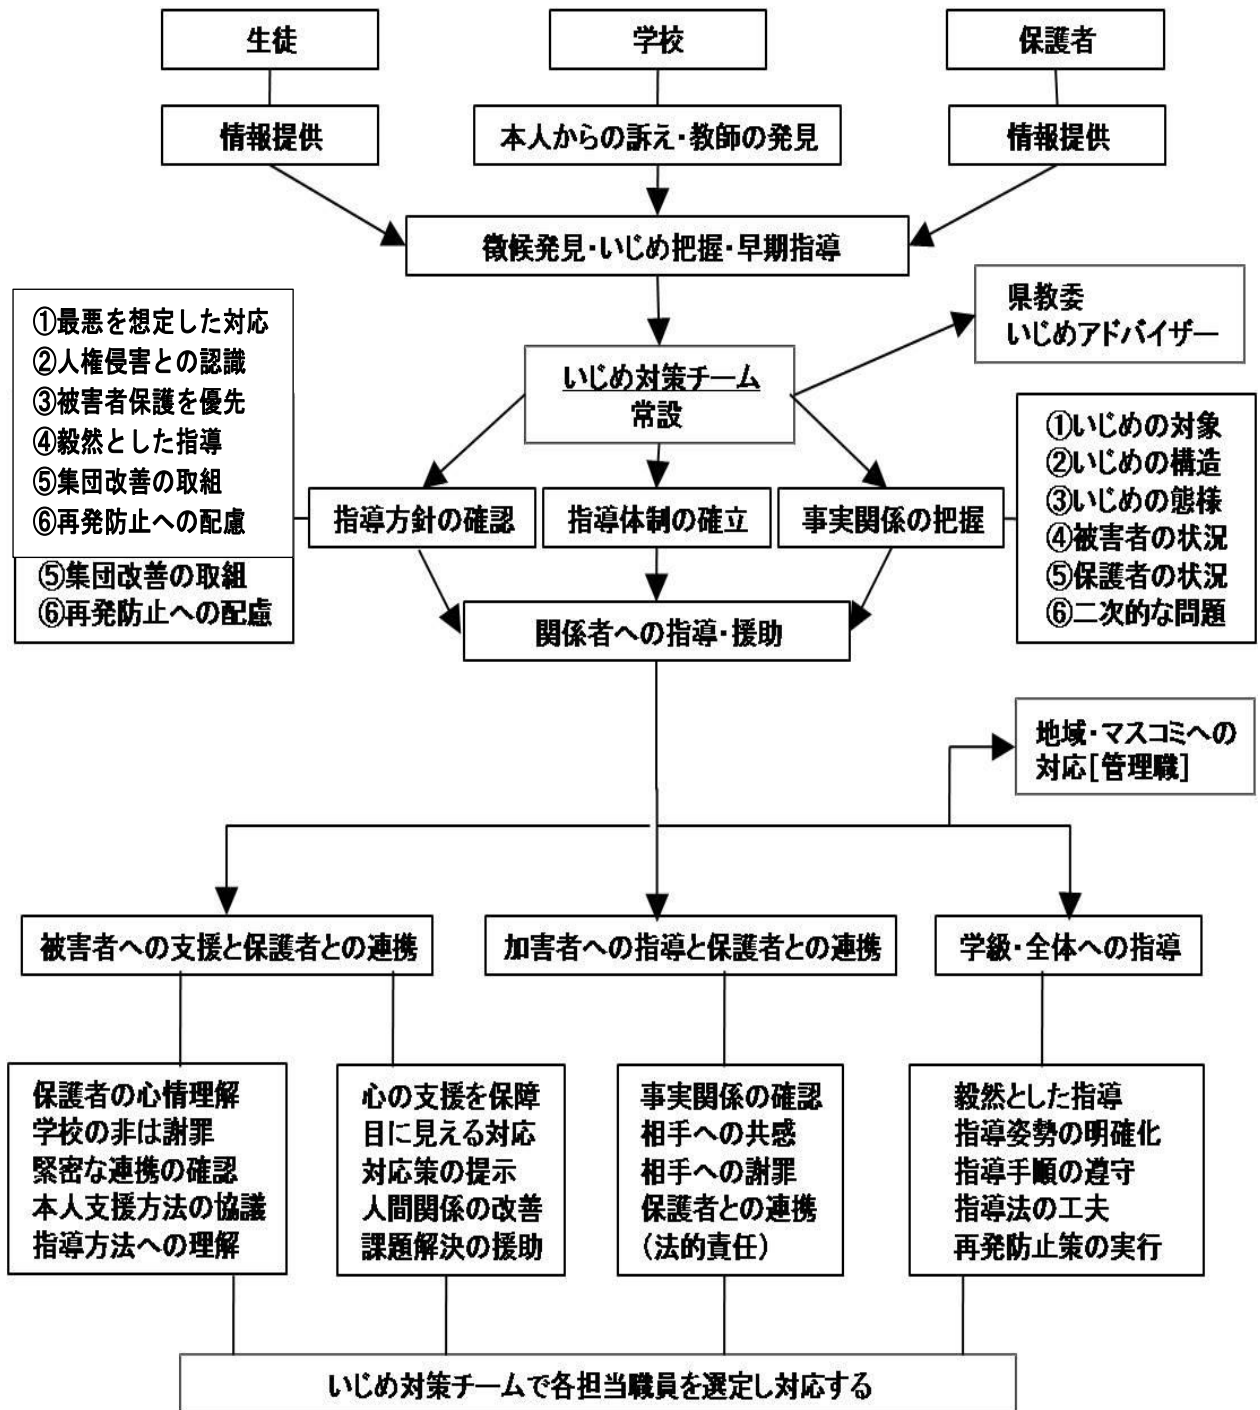 生徒
学校
保護者
情報提供
本人からの訴え・教師の発見
情報提供
徴候発見・いじめ把握・早期指導
県教委
いじめアドバイザー
いじめ対策チーム
常設
①最悪を想定した対応
②人権侵害との認識
③被害者保護を優先
④毅然とした指導
⑤集団改善の取組
⑥再発防止への配慮
⑤集団改善の取組
⑥再発防止への配慮
指導方針の確認
指導体制の確立
事実関係の把握
①いじめの対象
②いじめの構造
③いじめの態様
④被害者の状況
⑤保護者の状況
⑥二次的な問題
関係者への指導・援助
地域・マスコミへの
対応[管理職]
被害者への支援と保護者との連携
加害者への指導と保護者との連携
学級・全体への指導
保護者の心情理解
学校の非は謝罪
緊密な連携の確認
本人支援方法の協議
指導方法への理解
心の支援を保障
目に見える対応
対応策の提示
人間関係の改善
課題解決の援助
事実関係の確認
相手への共感
相手への謝罪
保護者との連携
(法的責任)
毅然とした指導
指導姿勢の明確化
指導手順の遵守
指導法の工夫
再発防止策の実行
いじめ対策チームで各担当職員を選定し対応する